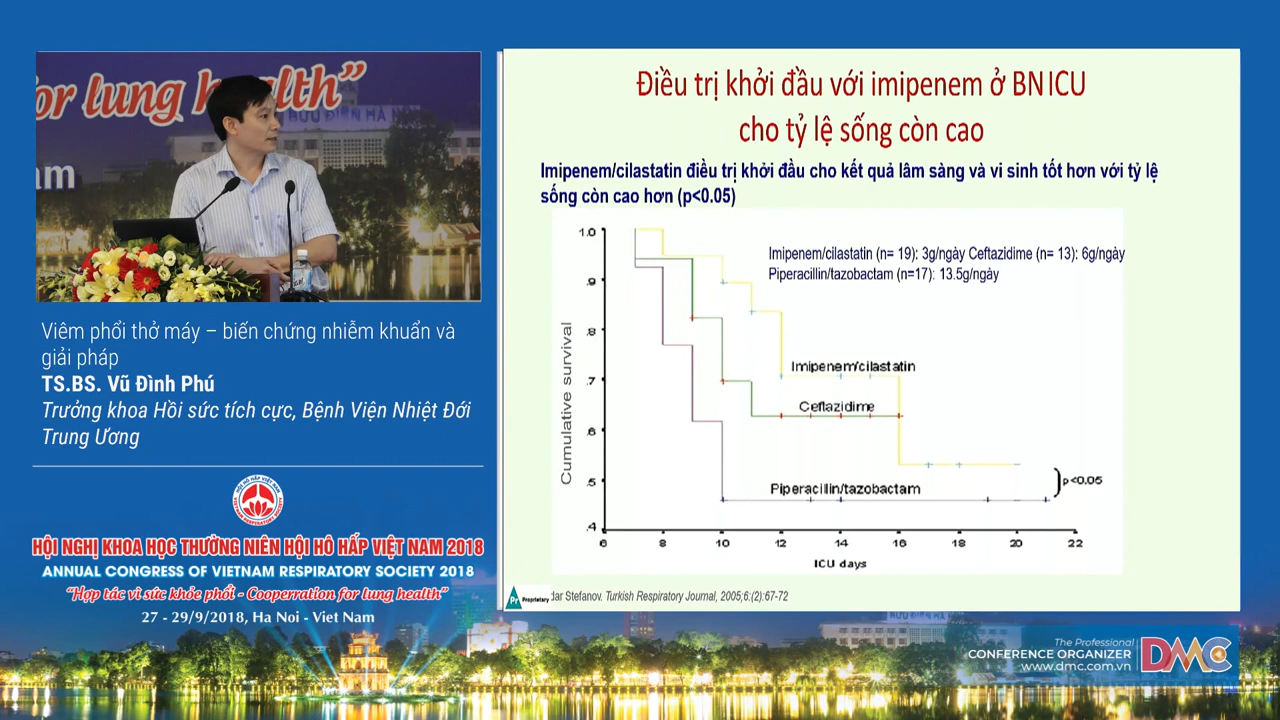 for lung health”
am
Viêm phổi thở máy – biến chứng nhiễm khuẩn và
giải pháp
TS.BS. Vũ Đình Phú
Trưởng khoa Hồi sức tích cực, Bệnh Viện Nhiệt Đới
Trung Ương
HỘI NGHỊ KHOA HỌC THƯỜNG NIÊN HỘI HÔ HẤP VIỆT NAM 2018
ANNUAL CONGRESS OF VIETNAM RESPIRATORY SOCIETY 2018
“Hợp tác vì sức khỏe phổi - Cooperration for lung health”
27 - 29/9/2018, Ha Noi - Viet Nam
Điều trị khởi đầu với imipenem ở BN ICU
cho tỷ lệ sống còn cao
Imipenem/cilastatin điều trị khởi đầu cho kết quả lâm sàng và vi sinh tốt hơn với tỷ lệ
sống còn cao hơn (p<0.05)
Imipenem/cilastatin (n= 19): 3g/ngày Ceftazidime (n= 13): 6g/ngày
Piperacillin/tazobactam (n=17): 13.5g/ngày
Cumulative survival
1.0
.9
.8
.7
.6
.5
.4
Imipenem/cilastatin
Ceftazidime
Piperacillin/tazobactam
p<0.05
6 8 10 12 14 16 18 20 22
ICU days
Pr Proprietary
dar Stefanov. Turkish Respiratory Journal, 2005;6:(2):67-72
The Professional
CONFERENCE ORGANIZER
www.dmc.com.vn
DMC